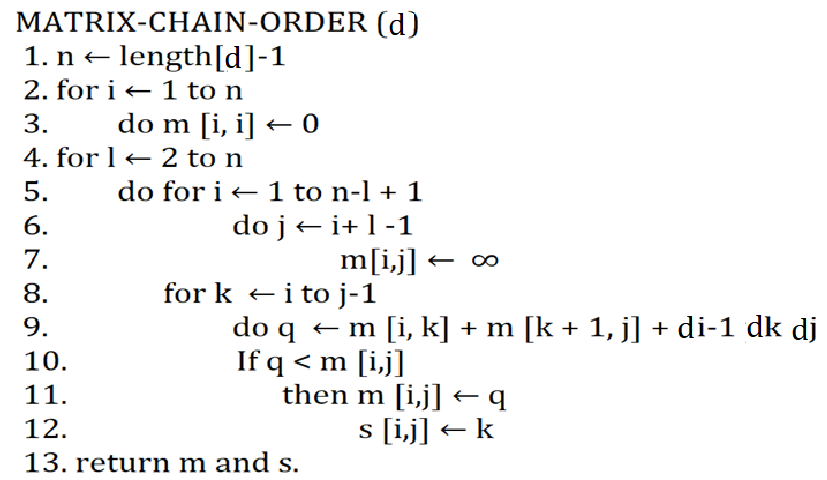 MATRIX-CHAIN-ORDER (d)
1. n ← length[d]-1
2. for i ← 1 to n
3. do m [i, i] ← 0
4. for l ← 2 to n
5. do for i ← 1 to n-l + 1
6. do j ← i+ l -1
7. m[i,j] ← ∞
8. for k ← i to j-1
9. do q ← m [i, k] + m [k + 1, j] + di-1 dk dj
10. If q < m [i,j]
11. then m [i,j] ← q
12. s [i,j] ← k
13. return m and s.